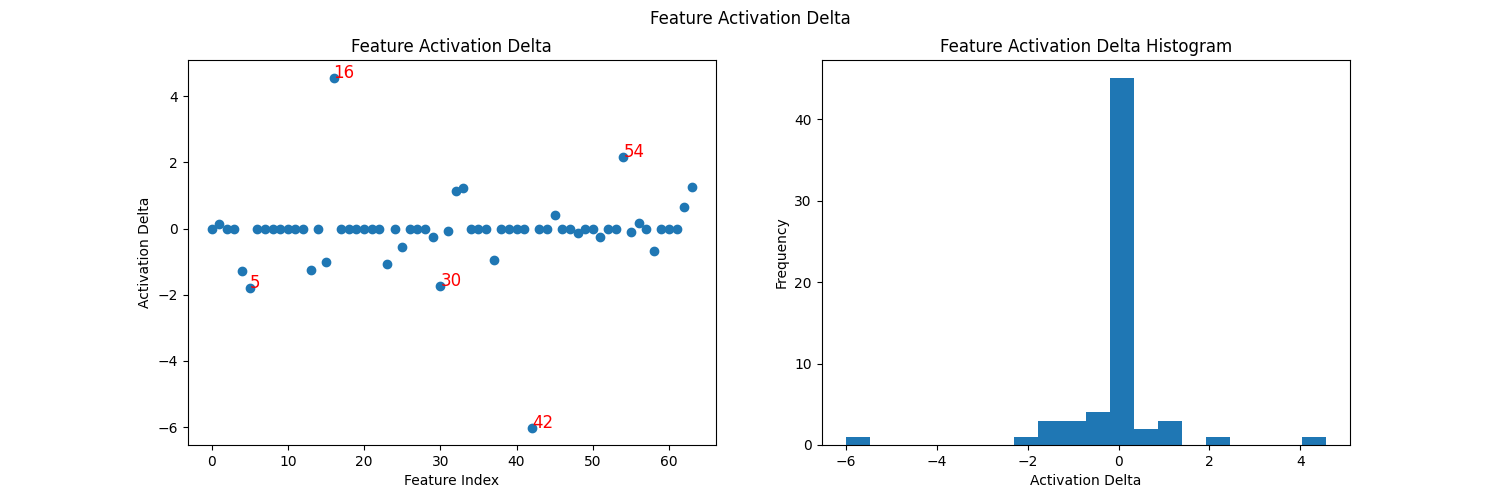 Feature Activation Delta
Feature Activation Delta
Activation Delta
4
2
0
−2
−4
−6
16
54
5
30
42
0 10 20 30 40 50 60
Feature Index
Feature Activation Delta Histogram
Frequency
40
30
20
10
0
−6 −4 −2 0 2 4
Activation Delta